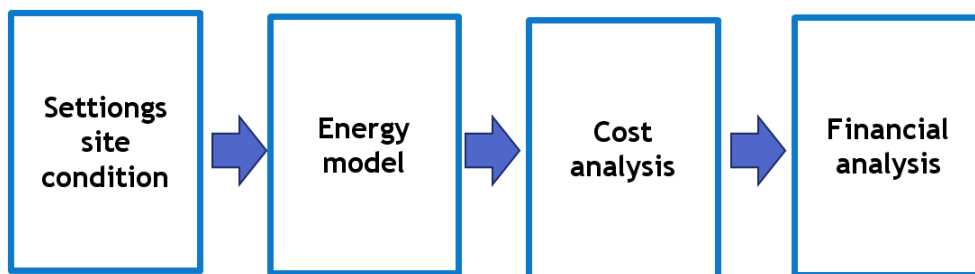 Settiongs
site
condition
Energy
model
Cost
analysis
Financial
analysis